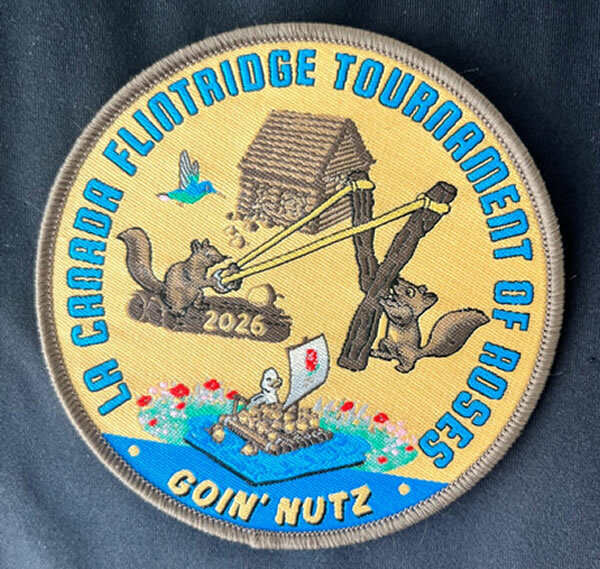 LA CANADA FLINTRIDGE TOURNAMENT OF ROSES
2026
GOIN' NUTZ